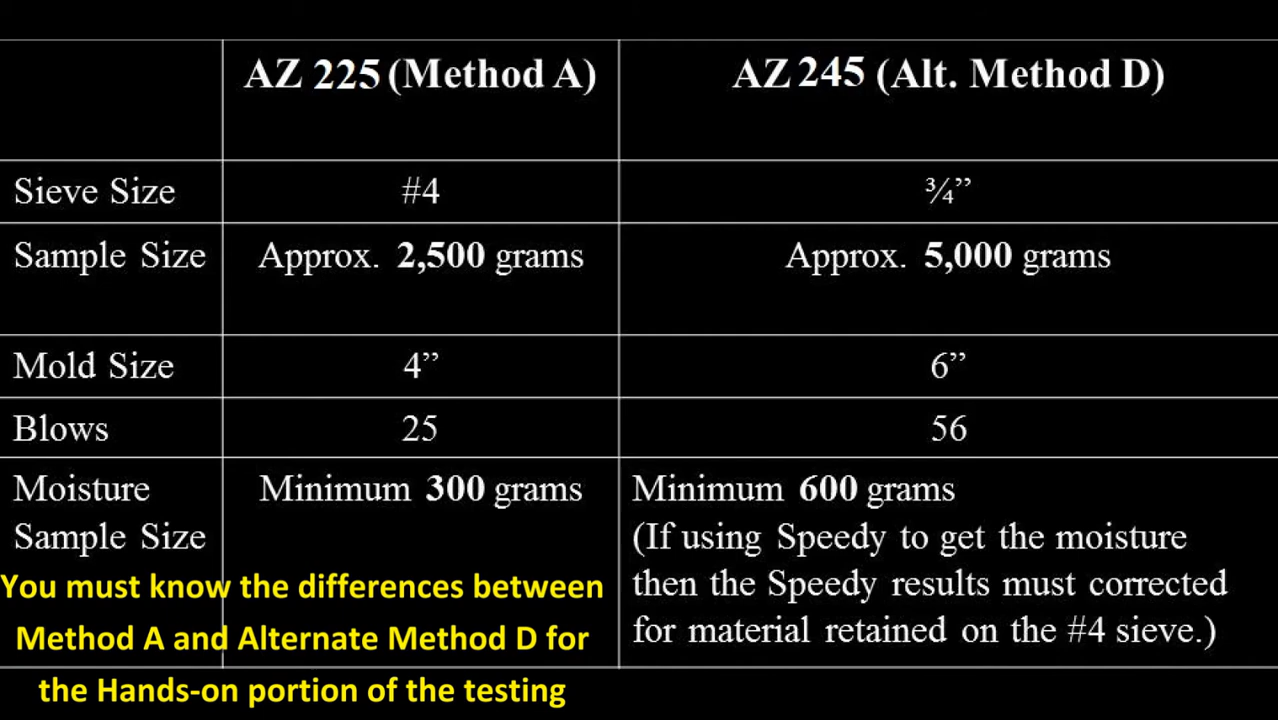 AZ 225 (Method A) AZ 245 (Alt. Method D)
Sieve Size #4 ¾”
Sample Size Approx. 2,500 grams Approx. 5,000 grams
Mold Size 4” 6”
Blows 25 56
Moisture Minimum 300 grams Minimum 600 grams
Sample Size (If using Speedy to get the moisture
then the Speedy results must corrected
for material retained on the #4 sieve.)
You must know the differences between
Method A and Alternate Method D for
the Hands-on portion of the testing